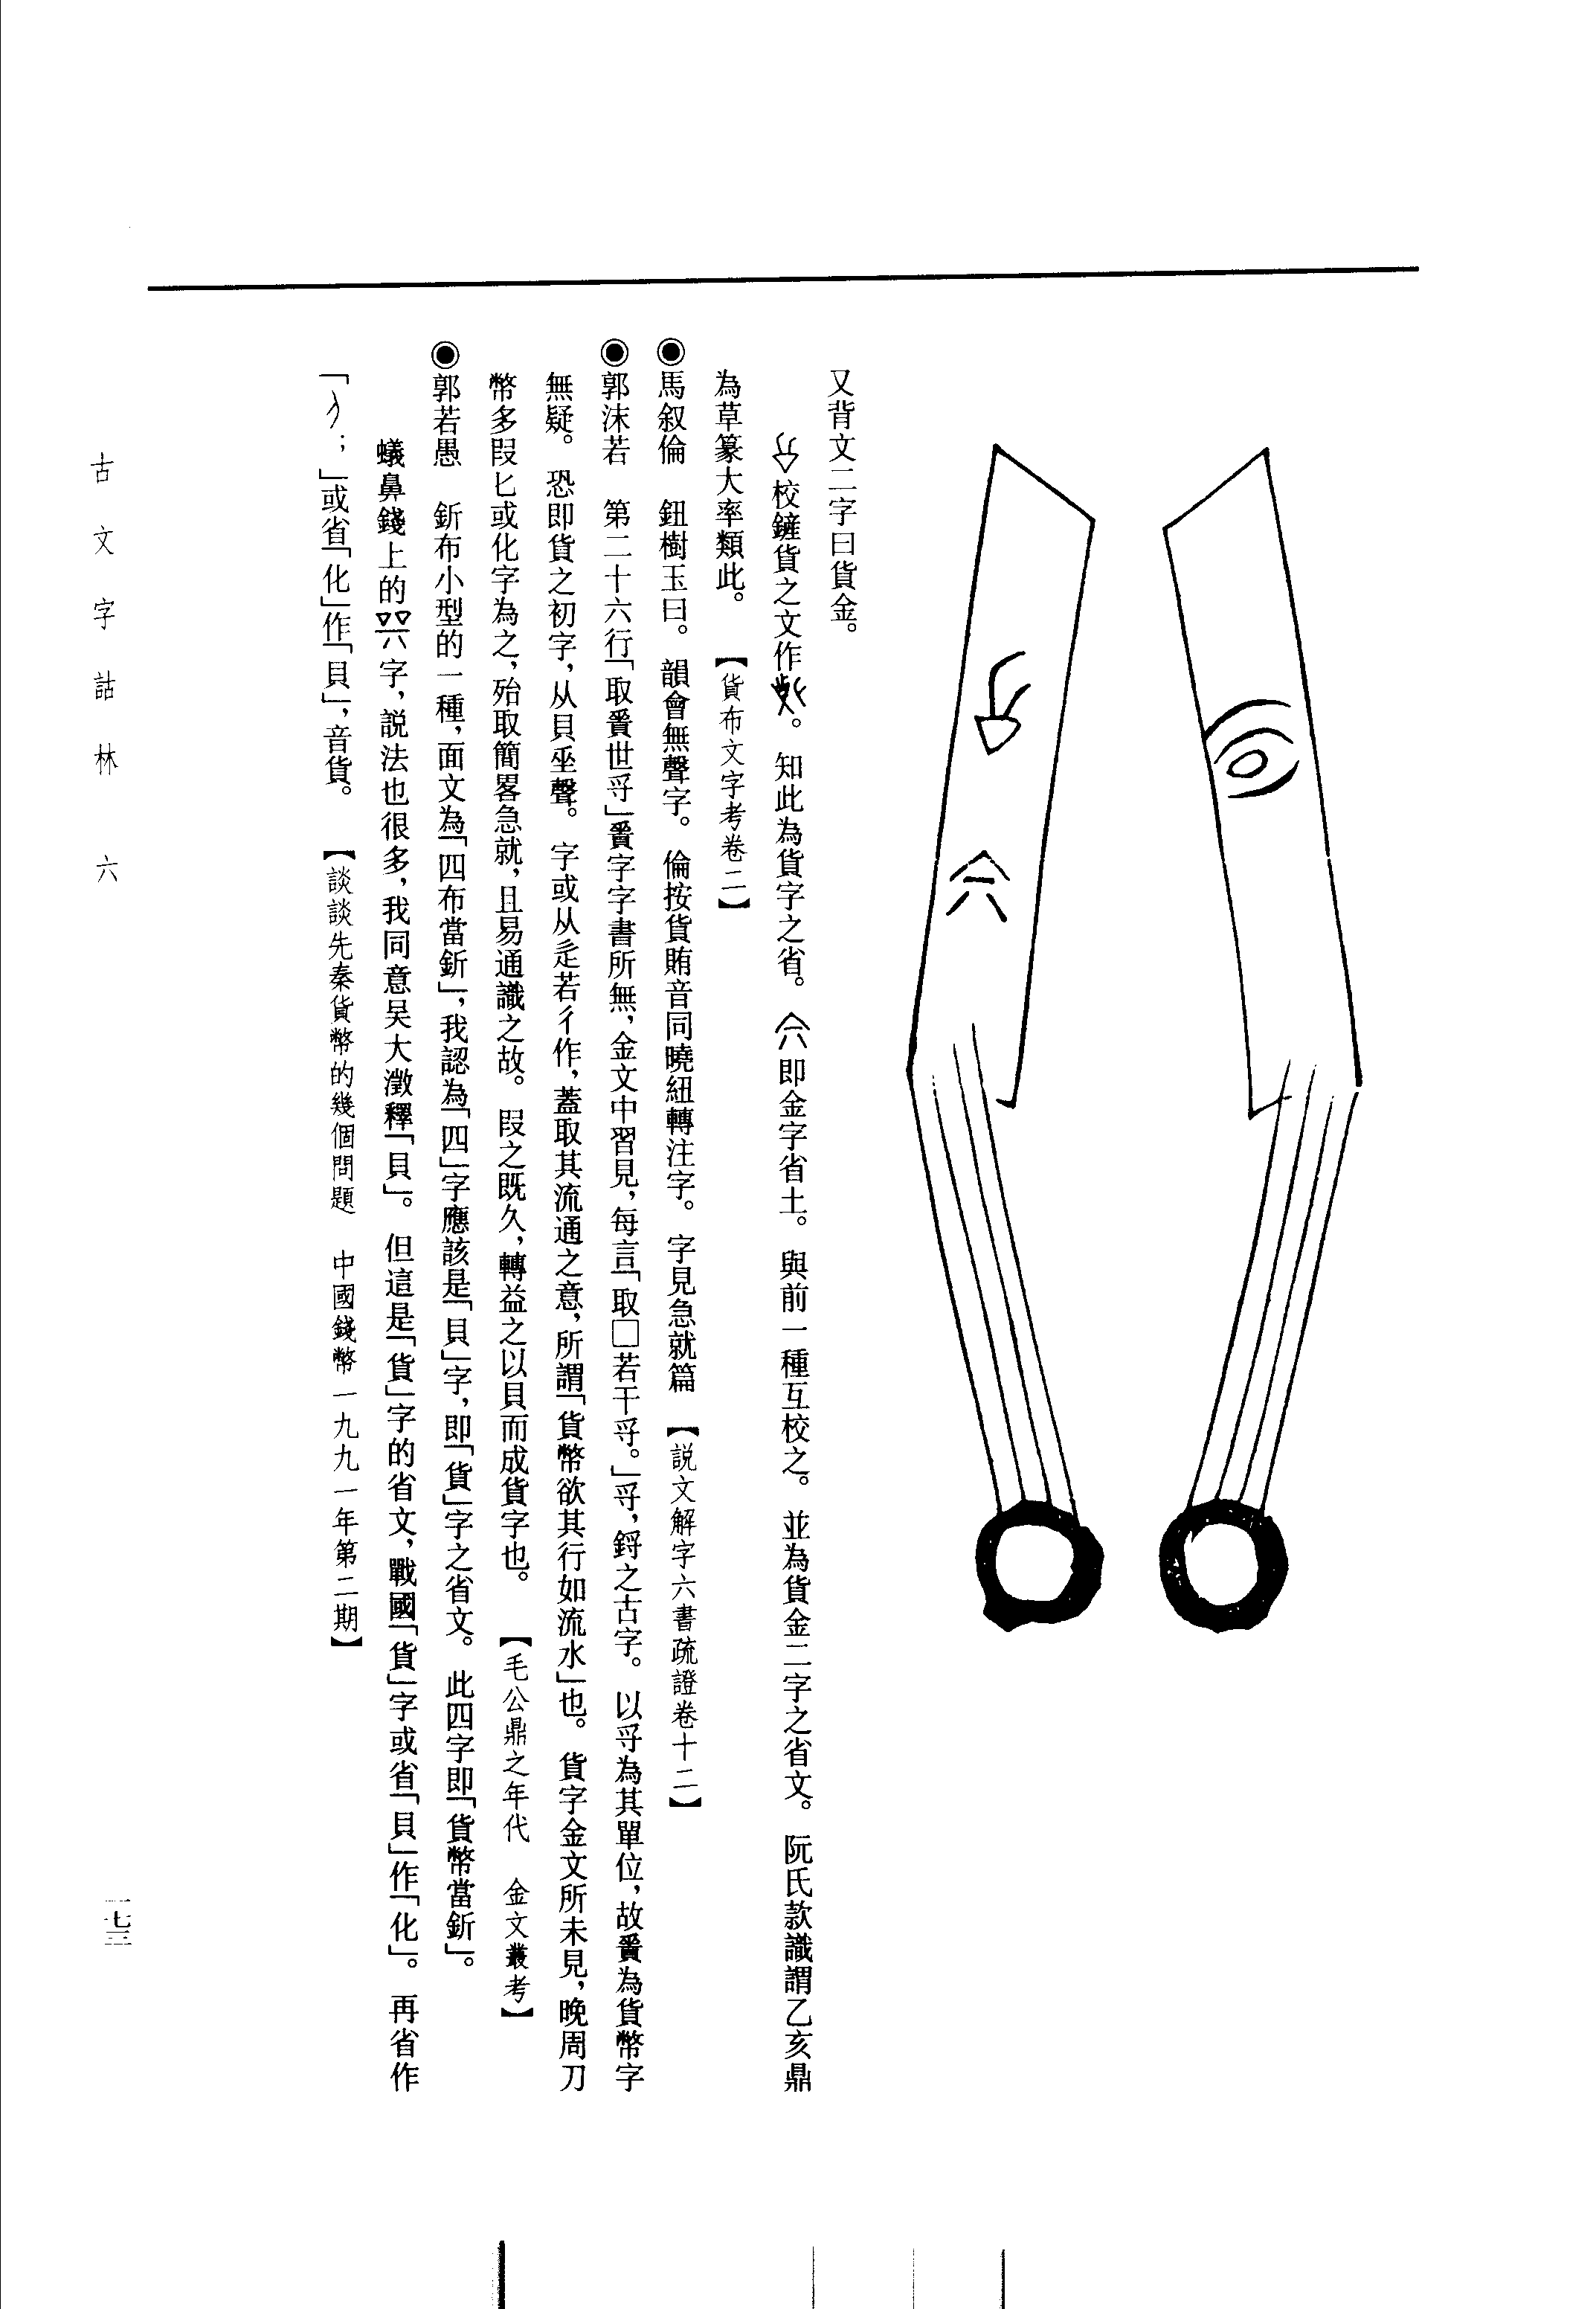 又背文二字曰貨金。
校鏟貨之文作。知此為貨字之省。即金字省土。與前一種互校之。並為貨金二字之省文。阮氏款識謂乙亥鼎
為草篆大率類此。　【貨布文字考卷二】
◉馬叙倫　鈕樹玉曰。韻會無聲字。倫按貨賄音同曉紐轉注字。字見急就篇　【説文解字六書疏證卷十二】
◉郭沫若　第二十六行「取世寽」字字書所無，金文中習見，每言「取□若干寽。」寽，鋝之古字。以寽為其單位，故為貨幣字
無疑。恐即貨之初字，从貝坙聲。字或从辵若彳作，蓋取其流通之意，所謂「貨幣欲其行如流水」也。貨字金文所未見，晚周刀
幣多叚匕或化字為之，殆取簡畧急就，且易通識之故。叚之既久，轉益之以貝而成貨字也。　【毛公鼎之年代　金文叢考】
◉郭若愚　釿布小型的一種，面文為「四布當釿」，我認為「四」字應該是「貝」字，即「貨」字之省文。此四字即「貨幣當釿」。
蟻鼻錢上的字，説法也很多，我同意吴大澂釋「貝」。但這是「貨」字的省文，戰國「貨」字或省「貝」作「化」。再省作
「；」或省「化」作「貝」，音貨。　【談談先秦貨幣的幾個問題　中國錢幣一九九一年第二期】
古文字詁林　六
一七三